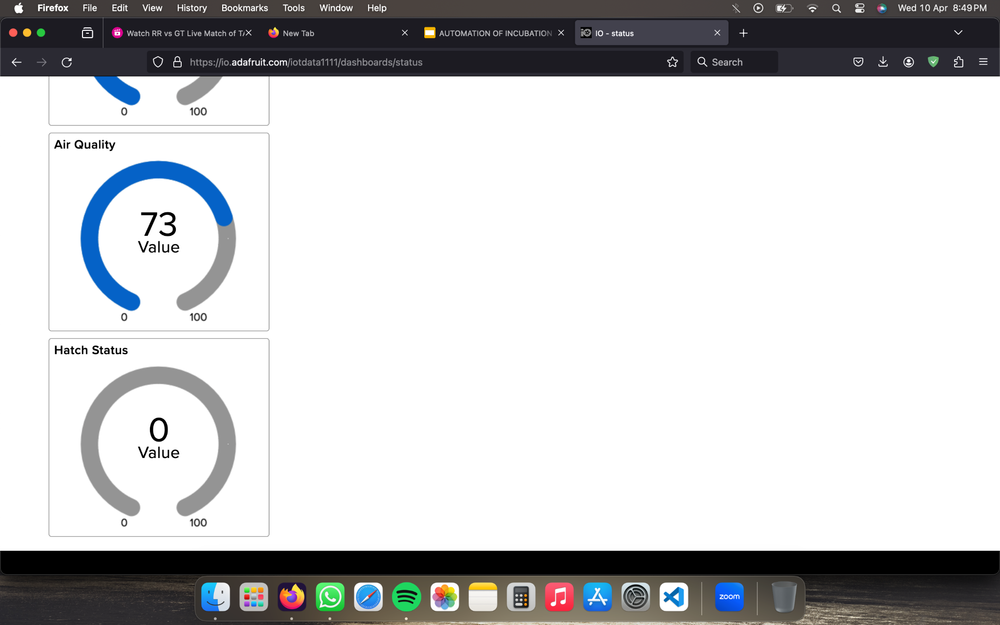 Firefox File Edit View History Bookmarks Tools Window Help Wed 10 Apr 8:49 PM
Watch RR vs GT Live Match of TA New Tab AUTOMATION OF INCUBATION IO - status
https://io.adafruit.com/iotdata1111/dashboards/status Search
0 100
Air Quality
73
Value
0 100
Hatch Status
0
Value
0 100
zoom